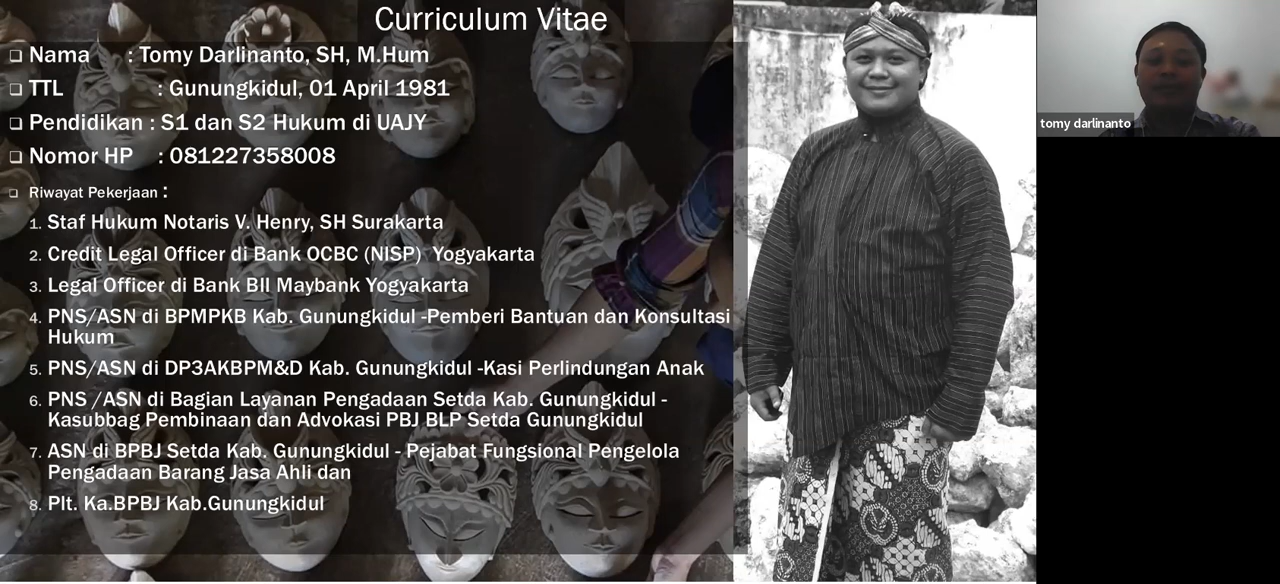 Curriculum Vitae
Nama : Tomy Darlinanto, SH, M.Hum
TTL : Gunungkidul, 01 April 1981
Pendidikan : S1 dan S2 Hukum di UAJY
Nomor HP : 081227358008
Riwayat Pekerjaan :
1. Staf Hukum Notaris V. Henry, SH Surakarta
2. Credit Legal Officer di Bank OCBC (NISP) Yogyakarta
3. Legal Officer di Bank BII Maybank Yogyakarta
4. PNS/ASN di BPMPKB Kab. Gunungkidul -Pemberi Bantuan dan Konsultasi
Hukum
5. PNS/ASN di DP3AKBPM&D Kab. Gunungkidul -Kasi Perlindungan Anak
6. PNS /ASN di Bagian Layanan Pengadaan Setda Kab. Gunungkidul -
Kasubbag Pembinaan dan Advokasi PBJ BLP Setda Gunungkidul
7. ASN di BPBJ Setda Kab. Gunungkidul - Pejabat Fungsional Pengelola
Pengadaan Barang Jasa Ahli dan
8. Plt. Ka.BPBJ Kab.Gunungkidul
tomy darlinanto